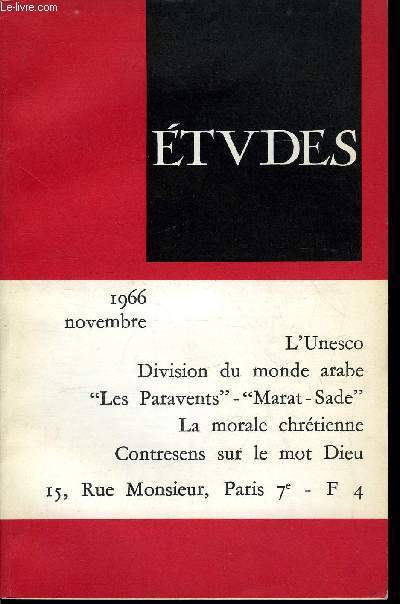 Le-livre.com
ÉTVDES
1966
novembre
L'Unesco
Division du monde arabe
“Les Paravents”-“Marat-Sade”
La morale chrétienne
Contresens sur le mot Dieu
15, Rue Monsieur, Paris 7e - F 4